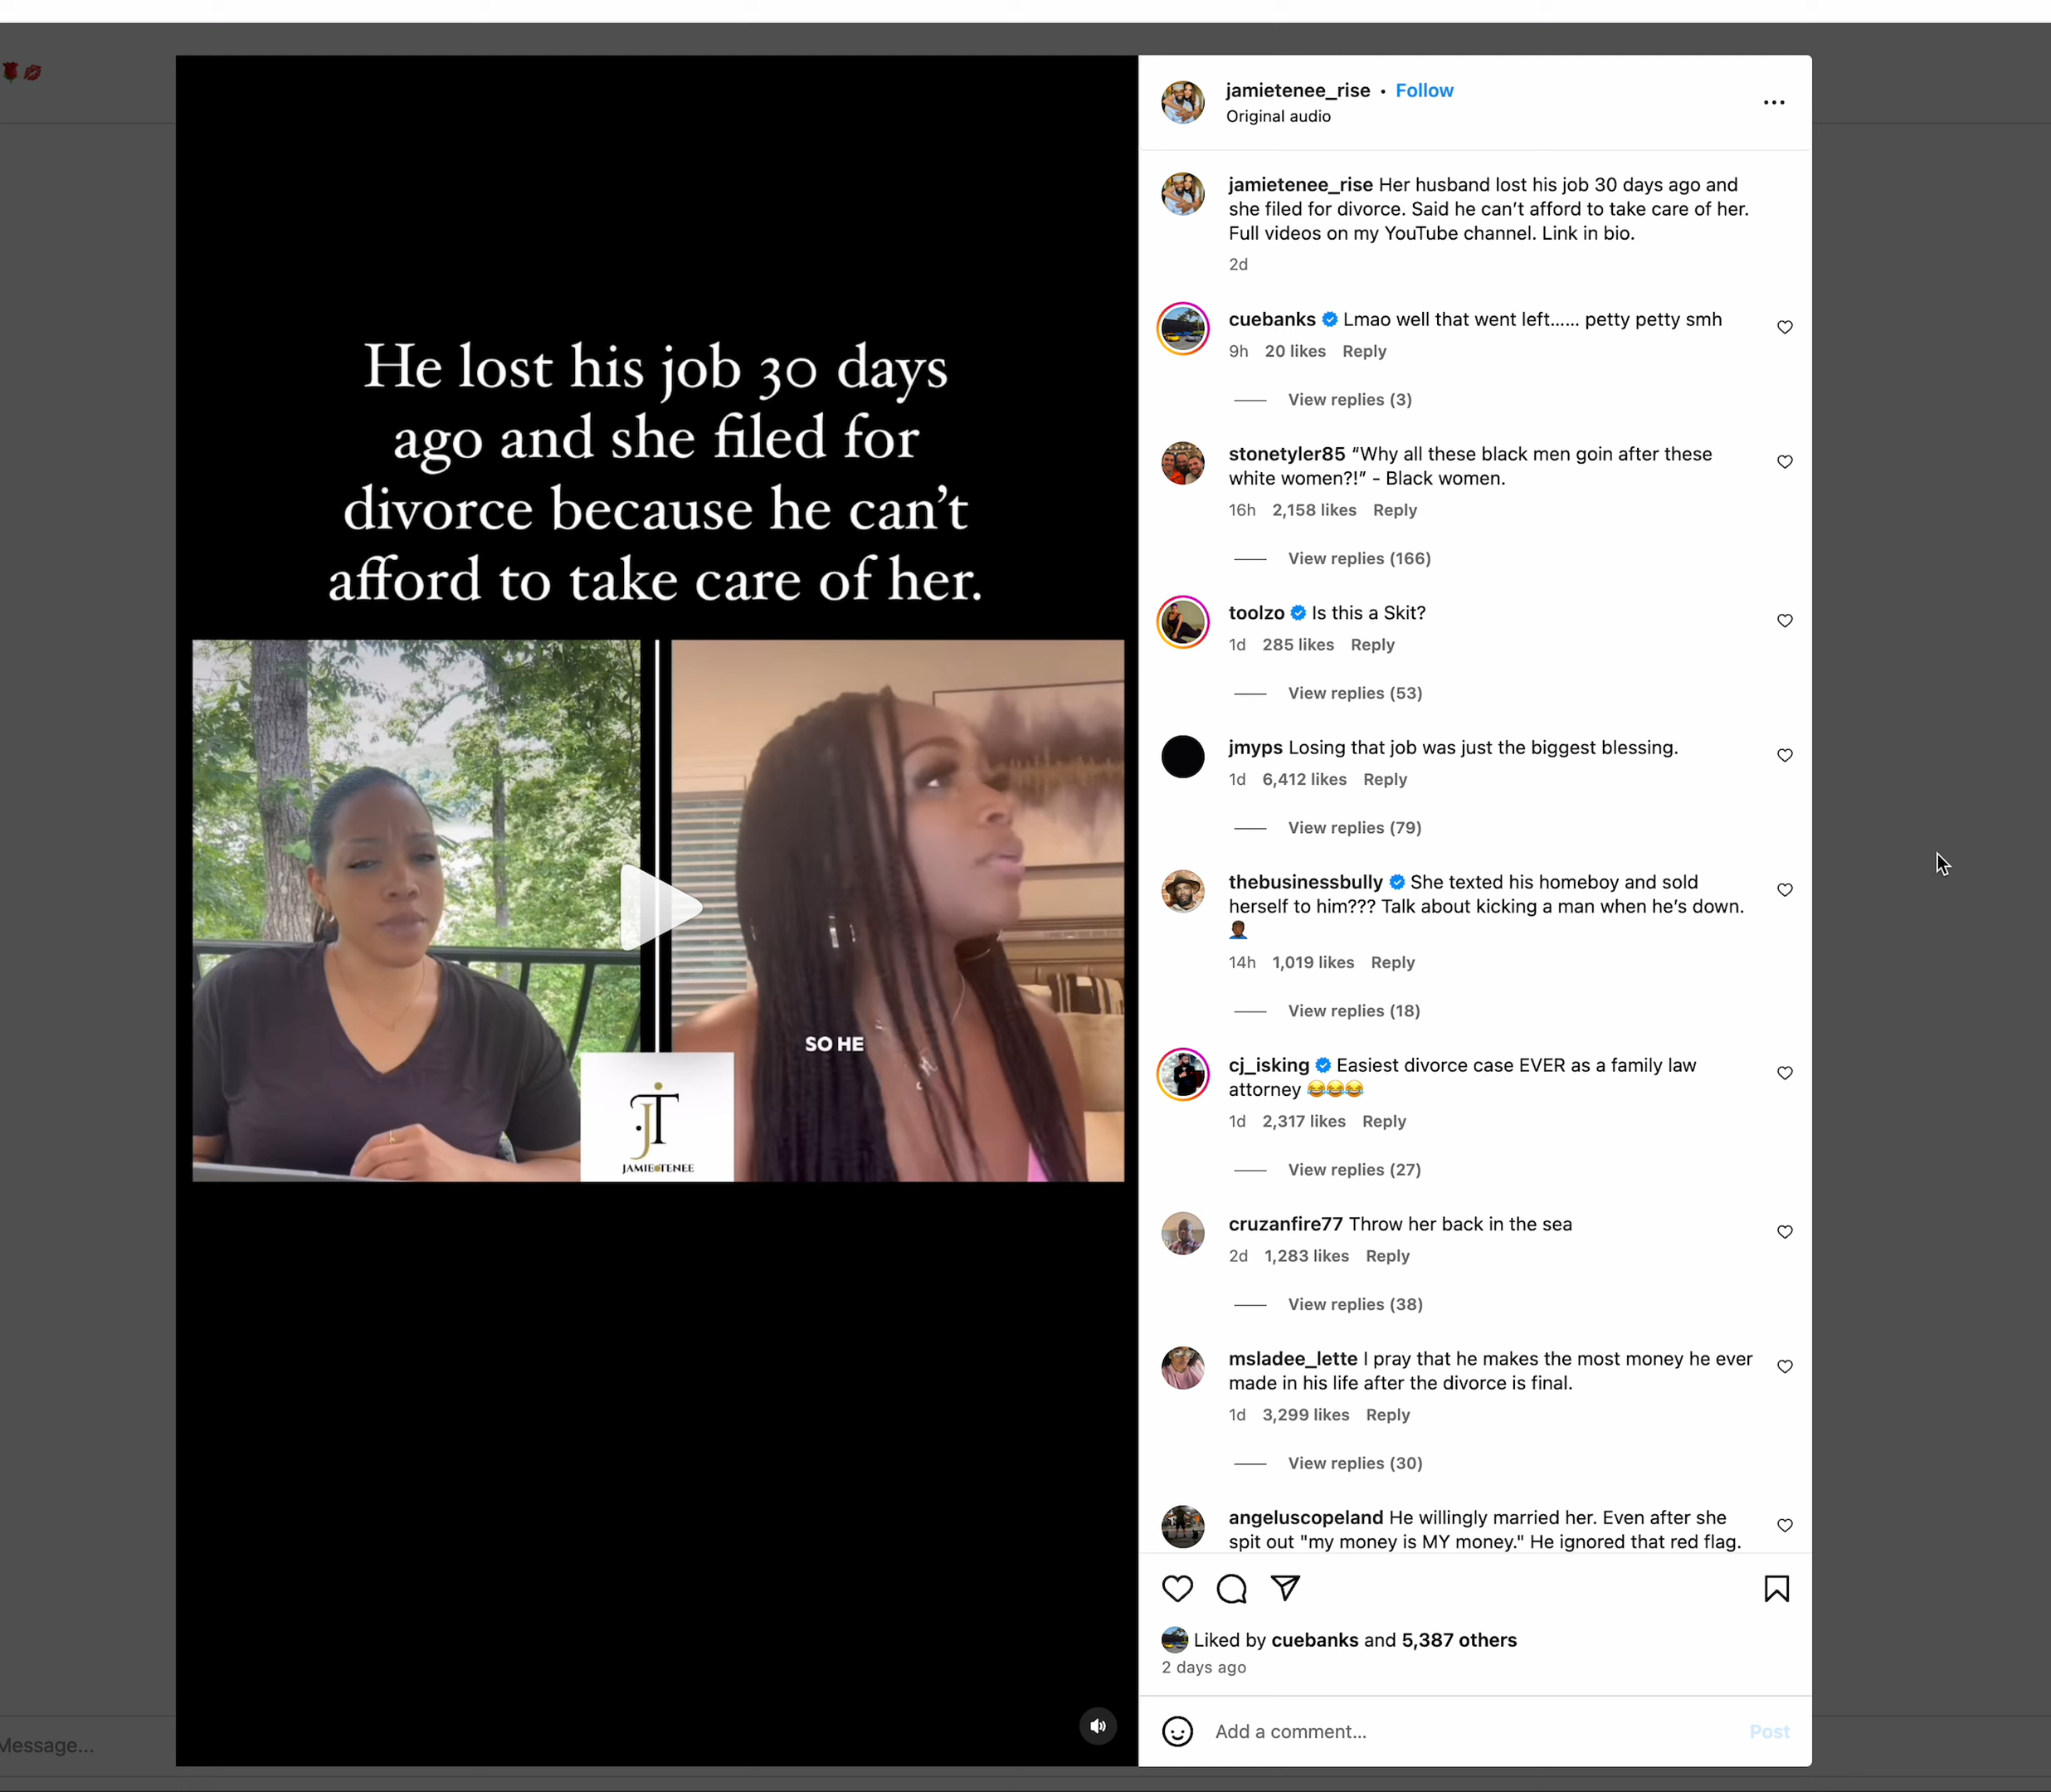 jamietenee_rise • Follow
Original audio
jamietenee_rise Her husband lost his job 30 days ago and
she filed for divorce. Said he can’t afford to take care of her.
Full videos on my YouTube channel. Link in bio.
2d
cuebanks Lmao well that went left...... petty petty smh
9h 20 likes Reply
View replies (3)
stonetyler85 “Why all these black men goin after these
white women?!” - Black women.
16h 2,158 likes Reply
View replies (166)
toolzo Is this a Skit?
1d 285 likes Reply
View replies (53)
jmyps Losing that job was just the biggest blessing.
1d 6,412 likes Reply
View replies (79)
thebusinessbully She texted his homeboy and sold
herself to him??? Talk about kicking a man when he’s down.
🤦🏾‍♂️
14h 1,019 likes Reply
View replies (18)
cj_isking Easiest divorce case EVER as a family law
attorney 😂😂😂
1d 2,317 likes Reply
View replies (27)
cruzanfire77 Throw her back in the sea
2d 1,283 likes Reply
View replies (38)
msladee_lette I pray that he makes the most money he ever
made in his life after the divorce is final.
1d 3,299 likes Reply
View replies (30)
angeluscopeland He willingly married her. Even after she
spit out "my money is MY money." He ignored that red flag.
Liked by cuebanks and 5,387 others
2 days ago
Add a comment...
Post
He lost his job 30 days
ago and she filed for
divorce because he can’t
afford to take care of her.
SO HE
JT
JAMIE TENEE
Message...